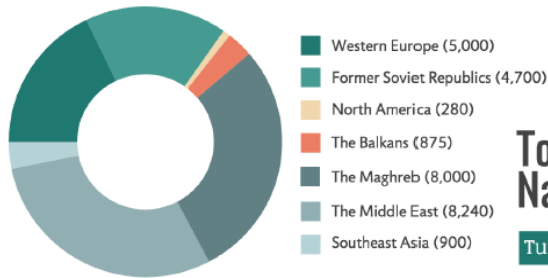 Western Europe (5,000)
Former Soviet Republics (4,700)
North America (280)
The Balkans (875)
The Maghreb (8,000)
The Middle East (8,240)
Southeast Asia (900)